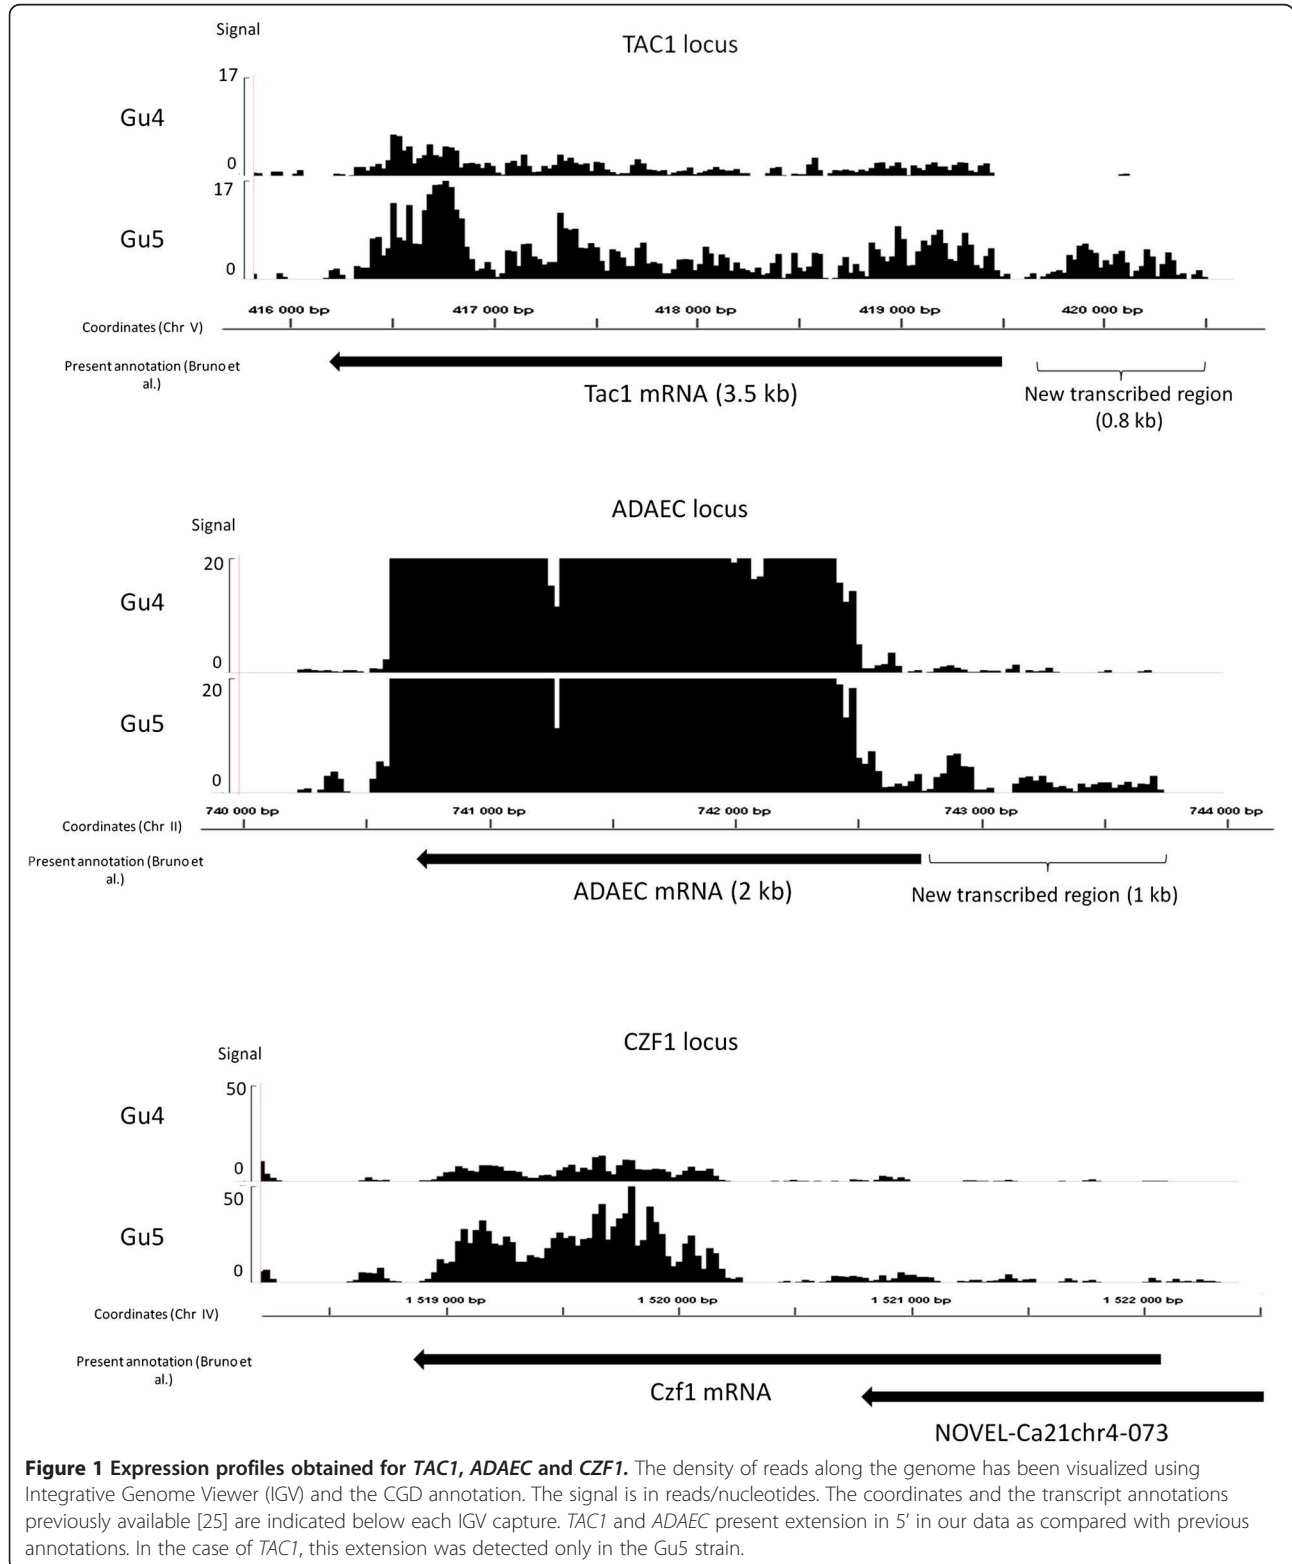 Signal
TAC1 locus
17
Gu4
0
17
Gu5
0
416 000 bp 417 000 bp 418 000 bp 419 000 bp 420 000 bp
Coordinates (Chr V)
Present annotation (Bruno et al.)
Tac1 mRNA (3.5 kb)
New transcribed region
(0.8 kb)
ADAEC locus
Signal
20
Gu4
0
20
Gu5
0
740 000 bp 741 000 bp 742 000 bp 743 000 bp 744 000 bp
Coordinates (Chr II)
Present annotation (Bruno et al.)
ADAEC mRNA (2 kb)
New transcribed region (1 kb)
CZF1 locus
Signal
50
Gu4
0
50
Gu5
0
1 519 000 bp 1 520 000 bp 1 521 000 bp 1 522 000 bp
Coordinates (Chr IV)
Present annotation (Bruno et al.)
Czf1 mRNA
NOVEL-Ca21chr4-073
Figure 1 Expression profiles obtained for TAC1, ADAEC and CZF1. The density of reads along the genome has been visualized using
Integrative Genome Viewer (IGV) and the CGD annotation. The signal is in reads/nucleotides. The coordinates and the transcript annotations
previously available [25] are indicated below each IGV capture. TAC1 and ADAEC present extension in 5’ in our data as compared with previous
annotations. In the case of TAC1, this extension was detected only in the Gu5 strain.